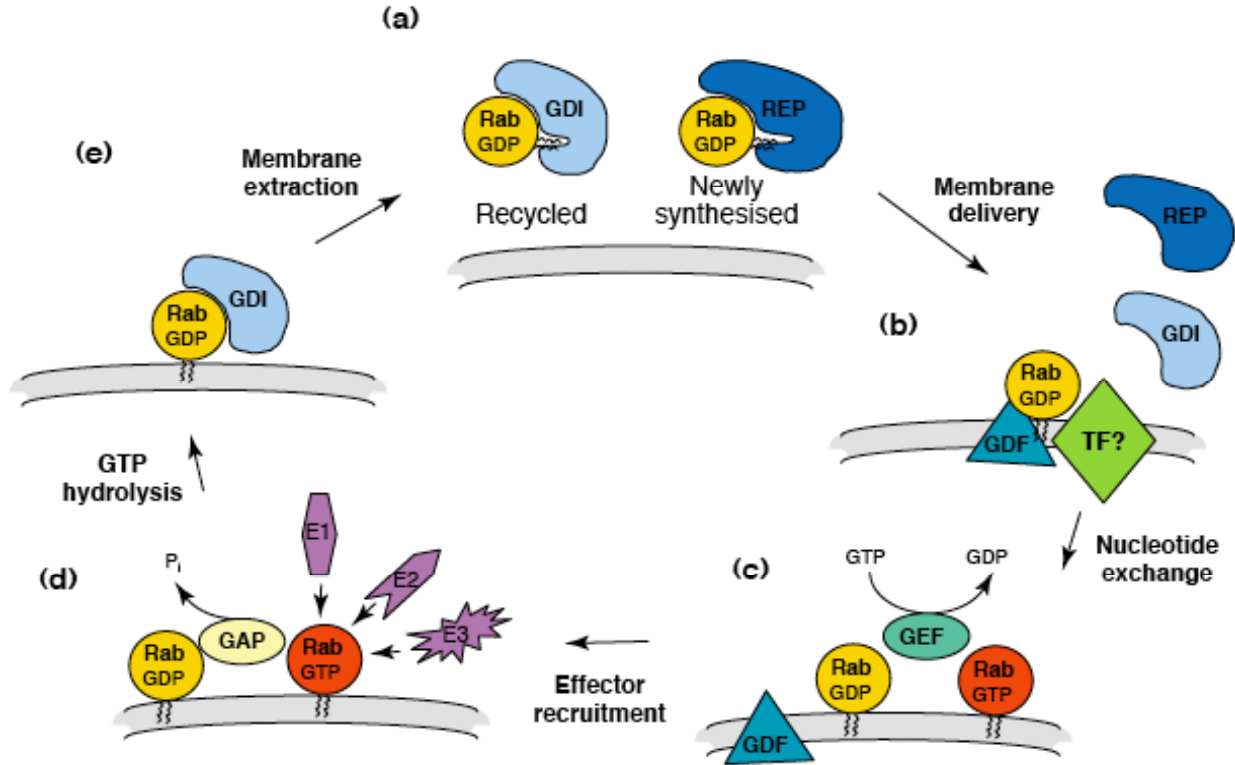 (a)
GDI
Rab
GDP
Recycled
REP
Rab
GDP
Newly
synthesised
Membrane
delivery
REP
GDI
(b)
Rab
GDP
GDF
TF?
Nucleotide
exchange
(c)
GTP
GDP
GEF
Rab
GDP
Rab
GTP
GDF
Effector
recruitment
(d)
E1
E2
E3
Pi
GAP
Rab
GDP
Rab
GTP
GTP
hydrolysis
(e)
GDI
Rab
GDP
Membrane
extraction